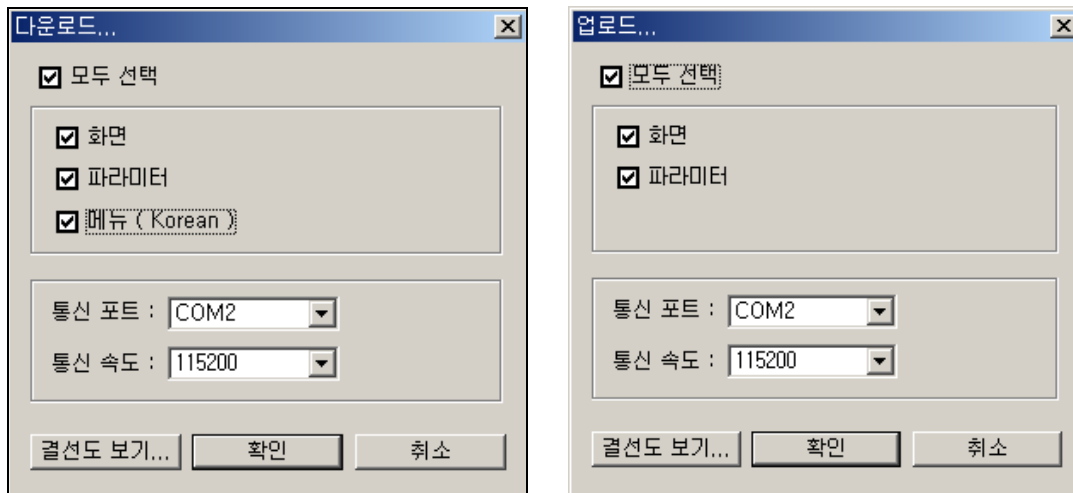 다운로드...
모두 선택
화면
파라미터
메뉴 ( Korean )
통신 포트 : COM2
통신 속도 : 115200
결선도 보기... 확인 취소
업로드...
모두 선택
화면
파라미터
통신 포트 : COM2
통신 속도 : 115200
결선도 보기... 확인 취소